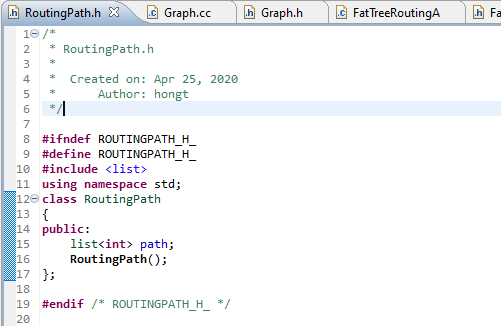 RoutingPath.h Graph.cc Graph.h FatTreeRoutingA Fa
1 /*
2 * RoutingPath.h
3 *
4 * Created on: Apr 25, 2020
5 * Author: hongt
6 */
7
8 #ifndef ROUTINGPATH_H_
9 #define ROUTINGPATH_H_
10 #include <list>
11 using namespace std;
12 class RoutingPath
13 {
14 public:
15 list<int> path;
16 RoutingPath();
17 };
18
19 #endif /* ROUTINGPATH_H_ */
20